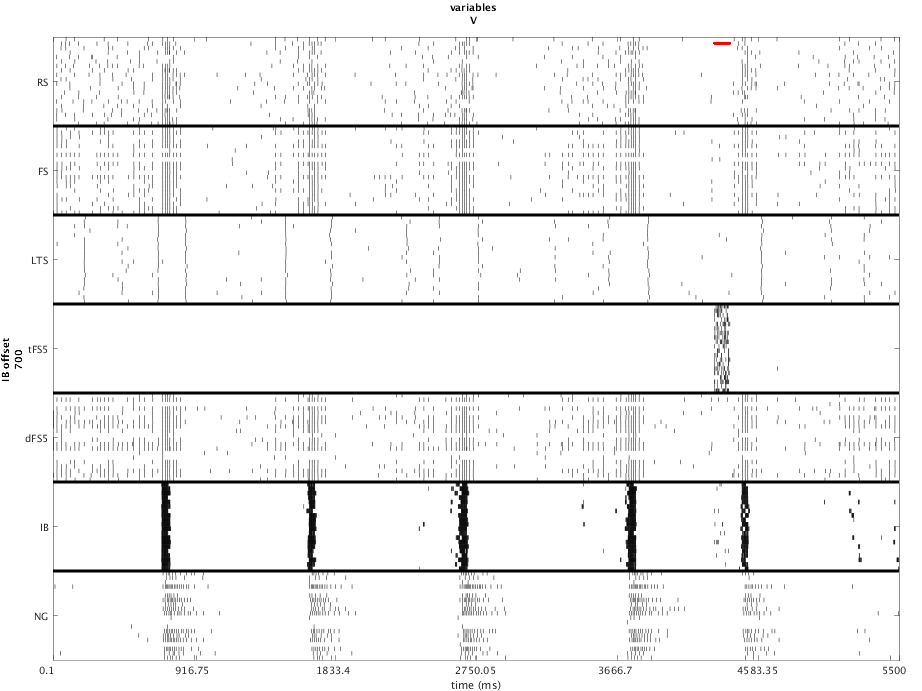 variables
V
RS
FS
LTS
tFS5
dFS5
IB
NG
IB offset
700
0.1
916.75
1833.4
2750.05
3666.7
4583.35
5500
time (ms)